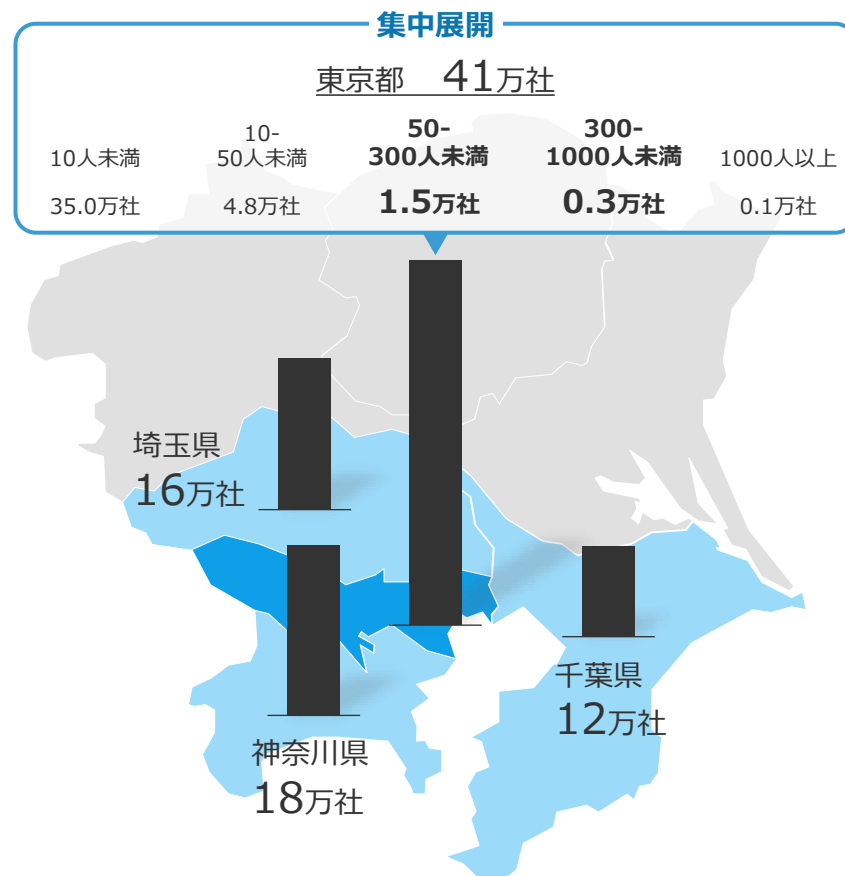 集中展開
東京都 41万社
10人未満
10-
50人未満
50-
300人未満
300-
1000人未満
1000人以上
35.0万社
4.8万社
1.5万社
0.3万社
0.1万社
埼玉県
16万社
千葉県
12万社
神奈川県
18万社